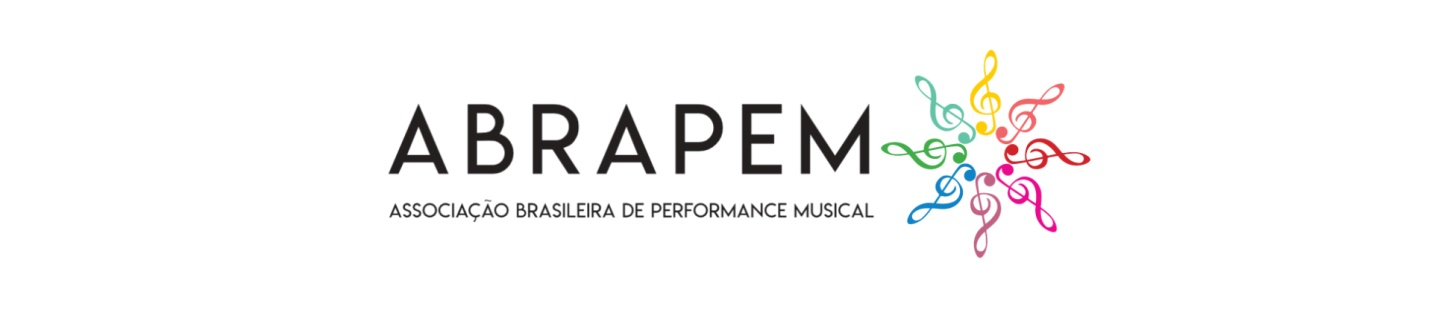 ABRAPEM
ASSOCIAÇÃO BRASILEIRA DE PERFORMANCE MUSICAL